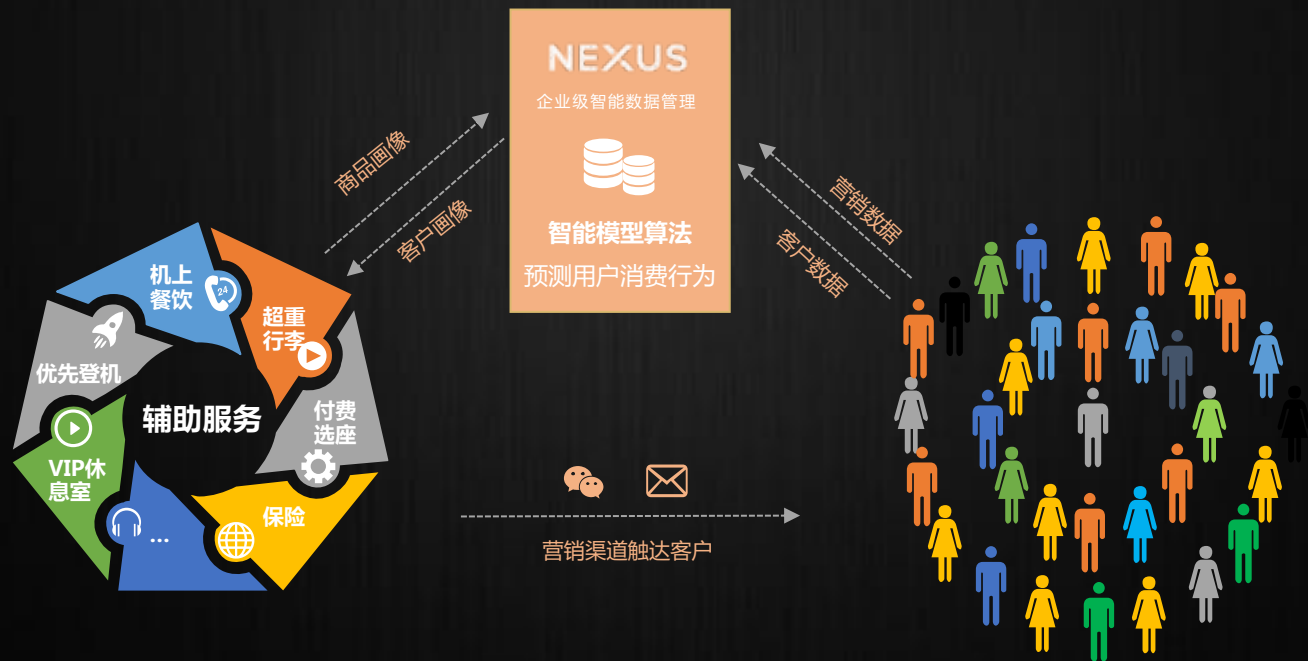 NEXUS
企业级智能数据管理
智能模型算法
预测用户消费行为
商品画像
客户画像
营销数据
客户数据
机上
餐饮
24
超重
行李
优先登机
付费
选座
辅助服务
VIP休
息室
...
保险
营销渠道触达客户